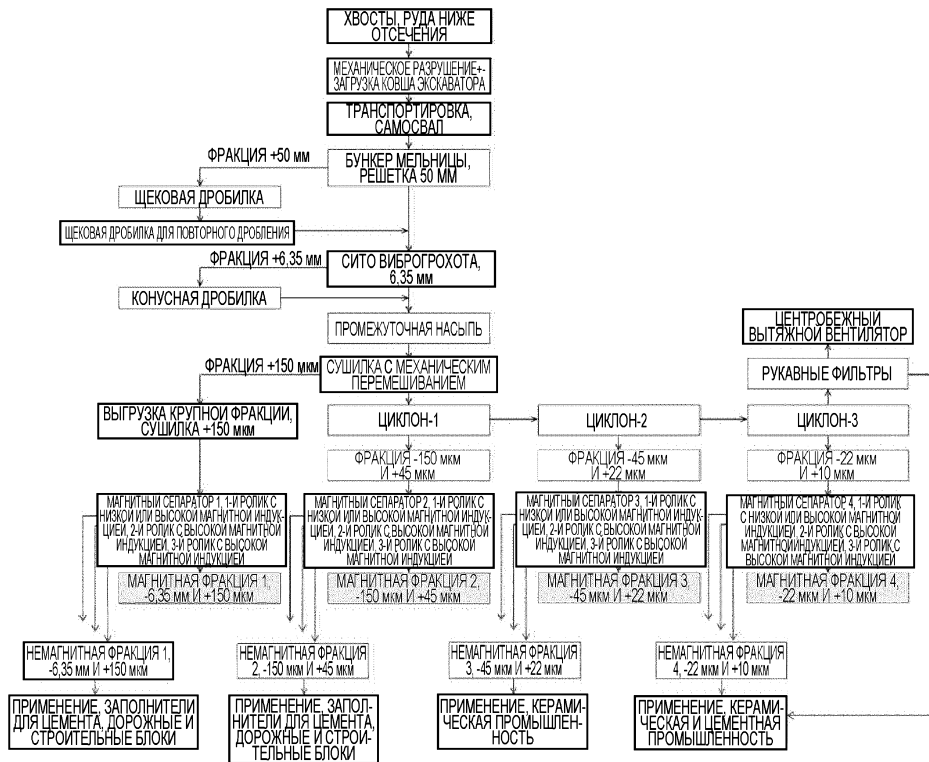 ХВОСТЫ, РУДА НИЖЕ
ОТСЕЧЕНИЯ
МЕХАНИЧЕСКОЕ РАЗРУШЕНИЕ+-
ЗАГРУЗКА КОВША ЭКСКАВАТОРА
ТРАНСПОРТИРОВКА,
САМОСВАЛ
ФРАКЦИЯ +50 мм
БУНКЕР МЕЛЬНИЦЫ,
РЕШЕТКА 50 ММ
ЩЕКОВАЯ ДРОБИЛКА
ЩЕКОВАЯ ДРОБИЛКА ДЛЯ ПОВТОРНОГО ДРОБЛЕНИЯ
ФРАКЦИЯ +6,35 мм
СИТО ВИБРОГРОХОТА,
6,35 мм
КОНУСНАЯ ДРОБИЛКА
ПРОМЕЖУТОЧНАЯ НАСЫПЬ
ЦЕНТРОБЕЖНЫЙ
ВЫТЯЖНОЙ ВЕНТИЛЯТОР
ФРАКЦИЯ +150 мкм
СУШИЛКА С МЕХАНИЧЕСКИМ
ПЕРЕМЕШИВАНИЕМ
РУКАВНЫЕ ФИЛЬТРЫ
ВЫГРУЗКА КРУПНОЙ ФРАКЦИИ,
СУШИЛКА +150 мкм
ЦИКЛОН-1
ЦИКЛОН-2
ЦИКЛОН-3
ФРАКЦИЯ -150 мкм
И +45 мкм
ФРАКЦИЯ -45 мкм
И +22 мкм
ФРАКЦИЯ -22 мкм
И +10 мкм
МАГНИТНЫЙ СЕПАРАТОР 1, 1-И РОЛИК С
НИЗКОЙ ИЛИ ВЫСОКОЙ МАГНИТНОЙ ИНДУК-
ЦИЕЙ, 2-И РОЛИК С ВЫСОКОЙ МАГНИТНОЙ
ИНДУКЦИЕЙ, 3-И РОЛИК С ВЫСОКОЙ
МАГНИТНОЙ ИНДУКЦИЕЙ
МАГНИТНЫЙ СЕПАРАТОР 2, 1-И РОЛИК С
НИЗКОЙ ИЛИ ВЫСОКОЙ МАГНИТНОЙ ИНДУК-
ЦИЕЙ, 2-И РОЛИК С ВЫСОКОЙ МАГНИТНОЙ
ИНДУКЦИЕЙ, 3-И РОЛИК С ВЫСОКОЙ
МАГНИТНОЙ ИНДУКЦИЕЙ
МАГНИТНЫЙ СЕПАРАТОР 3, 1-И РОЛИК С
НИЗКОЙ ИЛИ ВЫСОКОЙ МАГНИТНОЙ ИНДУК-
ЦИЕЙ, 2-И РОЛИК С ВЫСОКОЙ МАГНИТНОЙ
ИНДУКЦИЕЙ, 3-И РОЛИК С ВЫСОКОЙ
МАГНИТНОЙ ИНДУКЦИЕЙ
МАГНИТНЫЙ СЕПАРАТОР 4, 1-И РОЛИК
С НИЗКОЙ ИЛИ ВЫСОКОЙ МАГНИТНОЙ
ИНДУКЦИЕЙ, 2-И РОЛИК С ВЫСОКОЙ
МАГНИТНОЙИНДУКЦИЕЙ, 3-И РОЛИК С
ВЫСОКОЙ МАГНИТНОЙ ИНДУКЦИЕЙ
МАГНИТНАЯ ФРАКЦИЯ 1,
-6,35 мм И +150 мкм
МАГНИТНАЯ ФРАКЦИЯ 2,
-150 мкм И +45 мкм
МАГНИТНАЯ ФРАКЦИЯ 3,
-45 мкм И +22 мкм
МАГНИТНАЯ ФРАКЦИЯ 4,
-22 мкм И +10 мкм
НЕМАГНИТНАЯ ФРАКЦИЯ 1,
-6,35 мм И +150 мкм
НЕМАГНИТНАЯ ФРАКЦИЯ
2, -150 мкм И +45 мкм
НЕМАГНИТНАЯ ФРАКЦИЯ
3, -45 мкм И +22 мкм
НЕМАГНИТНАЯ ФРАКЦИЯ
4, -22 мкм И +10 мкм
ПРИМЕНЕНИЕ, ЗАПОЛНИТЕЛИ
ДЛЯ ЦЕМЕНТА, ДОРОЖНЫЕ И
СТРОИТЕЛЬНЫЕ БЛОКИ
ПРИМЕНЕНИЕ, ЗАПОЛ-
НИТЕЛИ ДЛЯ ЦЕМЕНТА,
ДОРОЖНЫЕ И СТРОИ-
ТЕЛЬНЫЕ БЛОКИ
ПРИМЕНЕНИЕ, КЕРАМИ-
ЧЕСКАЯ ПРОМЫШЛЕН-
НОСТЬ
ПРИМЕНЕНИЕ, КЕРАМИ-
ЧЕСКАЯ И ЦЕМЕНТНАЯ
ПРОМЫШЛЕННОСТЬ